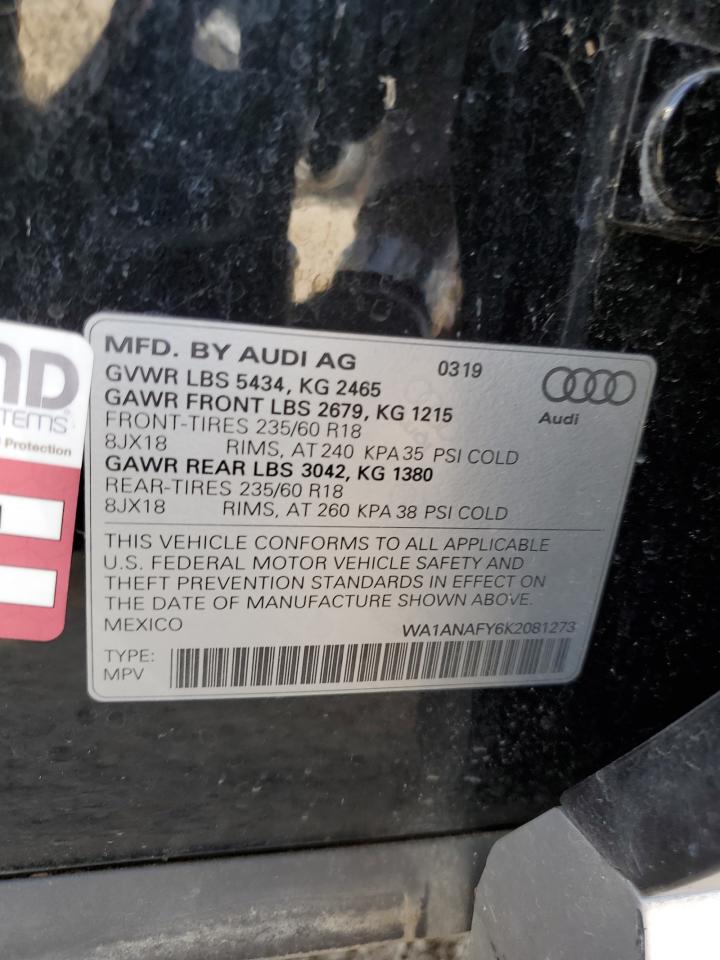 MFD. BY AUDI AG 0319
GVWR LBS 5434, KG 2465
GAWR FRONT LBS 2679, KG 1215
FRONT-TIRES 235/60 R18
8JX18 RIMS, AT 240 KPA 35 PSI COLD
GAWR REAR LBS 3042, KG 1380
REAR-TIRES 235/60 R18
8JX18 RIMS, AT 260 KPA 38 PSI COLD
Audi
THIS VEHICLE CONFORMS TO ALL APPLICABLE
U.S. FEDERAL MOTOR VEHICLE SAFETY AND
THEFT PREVENTION STANDARDS IN EFFECT ON
THE DATE OF MANUFACTURE SHOWN ABOVE.
MEXICO WA1ANAFY6K2081273
TYPE:
MPV
Protection